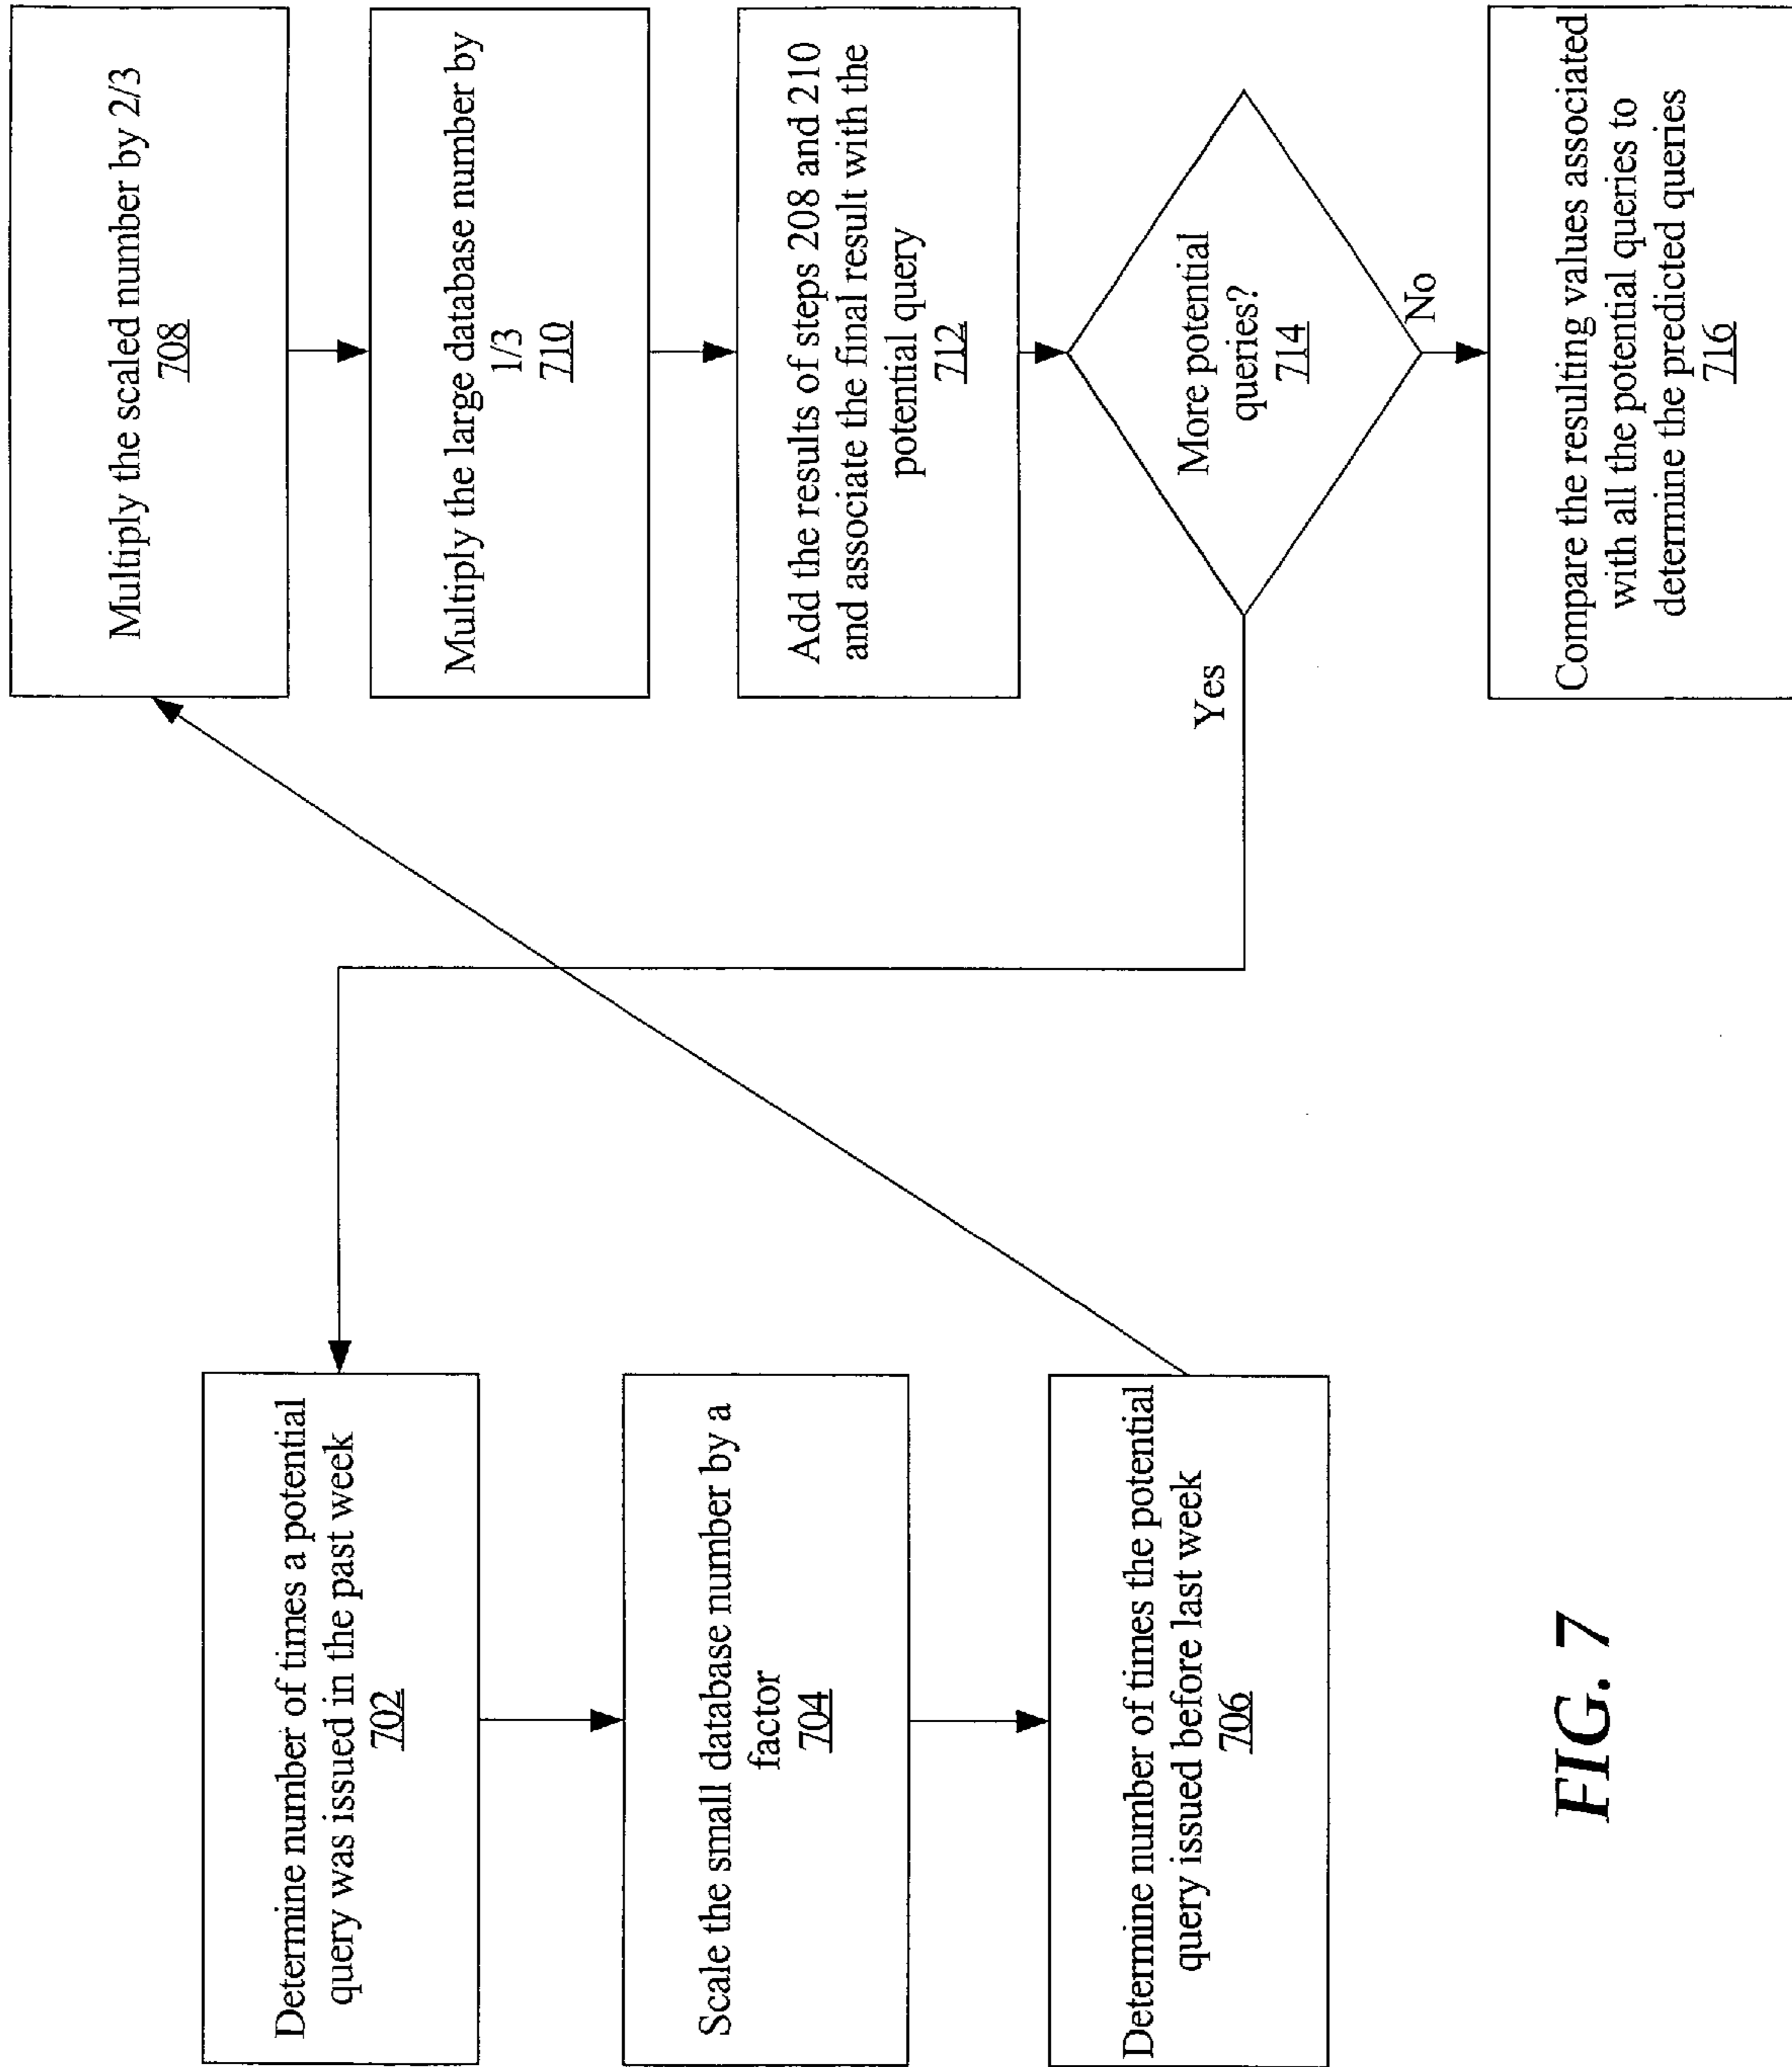 Determine number of times a potential
query was issued in the past week
702
Scale the small database number by a
factor
704
Determine number of times the potential
query issued before last week
706
Multiply the scaled number by 2/3
708
Multiply the large database number by
1/3
710
Add the results of steps 208 and 210
and associate the final result with the
potential query
712
More potential
queries?
714
Yes
No
Compare the resulting values associated
with all the potential queries to
determine the predicted queries
716
FIG. 7